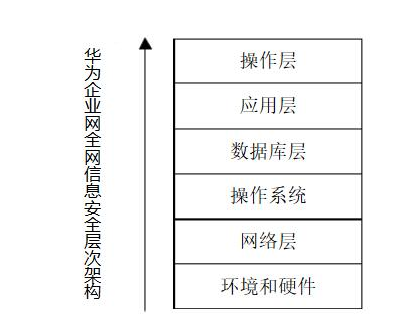 华为企业网全网信息安全层次架构
操作层
应用层
数据库层
操作系统
网络层
环境和硬件